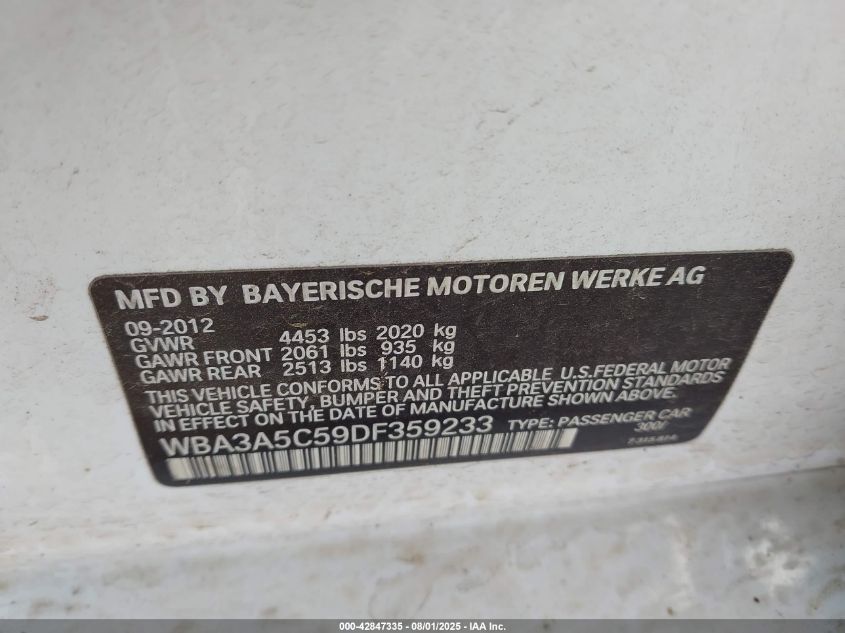 MFD BY BAYERISCHE MOTOREN WERKE AG
09-2012
GVWR 4453 lbs 2020 kg
GAWR FRONT 2061 lbs 935 kg
GAWR REAR 2513 lbs 1140 kg
THIS VEHICLE CONFORMS TO ALL APPLICABLE U.S.FEDERAL MOTOR
VEHICLE SAFETY, BUMPER AND THEFT PREVENTION STANDARDS
IN EFFECT ON THE DATE OF MANUFACTURE SHOWN ABOVE.
WBA3A5C59DF359233 TYPE: PASSENGER CAR
000-42847335 - 08/01/2025 - IAA Inc.